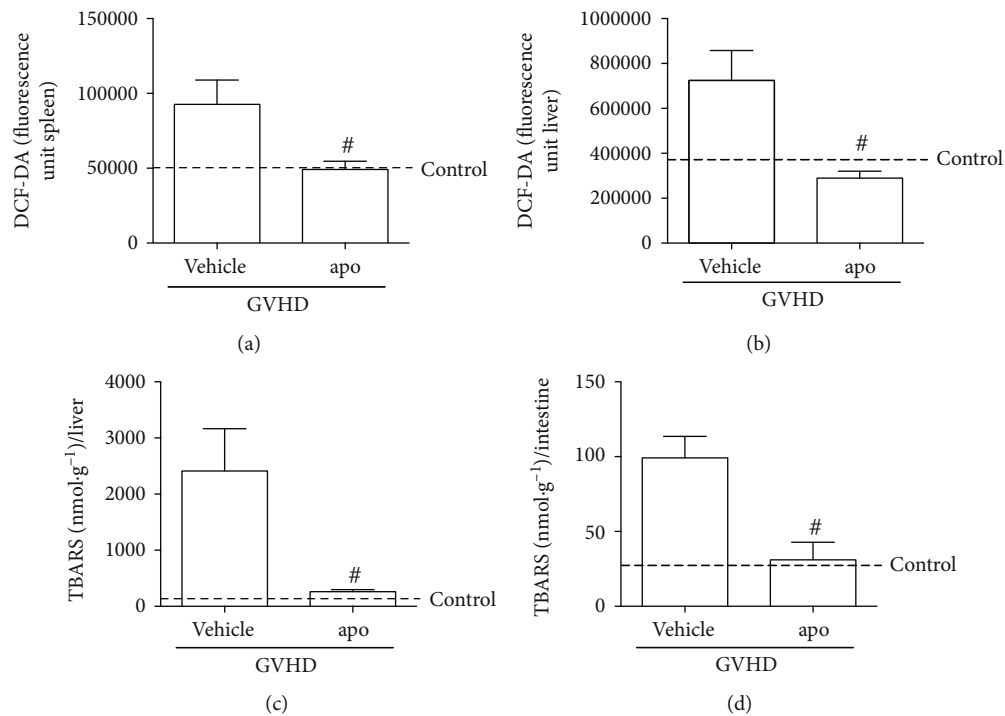 DCF-DA (fluorescence
unit spleen)
150000
100000
50000
0
#
Control
Vehicle
apo
GVHD
(a)
DCF-DA (fluorescence
unit liver)
1000000
800000
600000
400000
200000
0
#
Control
Vehicle
apo
GVHD
(b)
TBARS (nmol·g⁻¹)/liver
4000
3000
2000
1000
0
#
Control
Vehicle
apo
GVHD
(c)
TBARS (nmol·g⁻¹)/intestine
150
100
50
0
#
Control
Vehicle
apo
GVHD
(d)